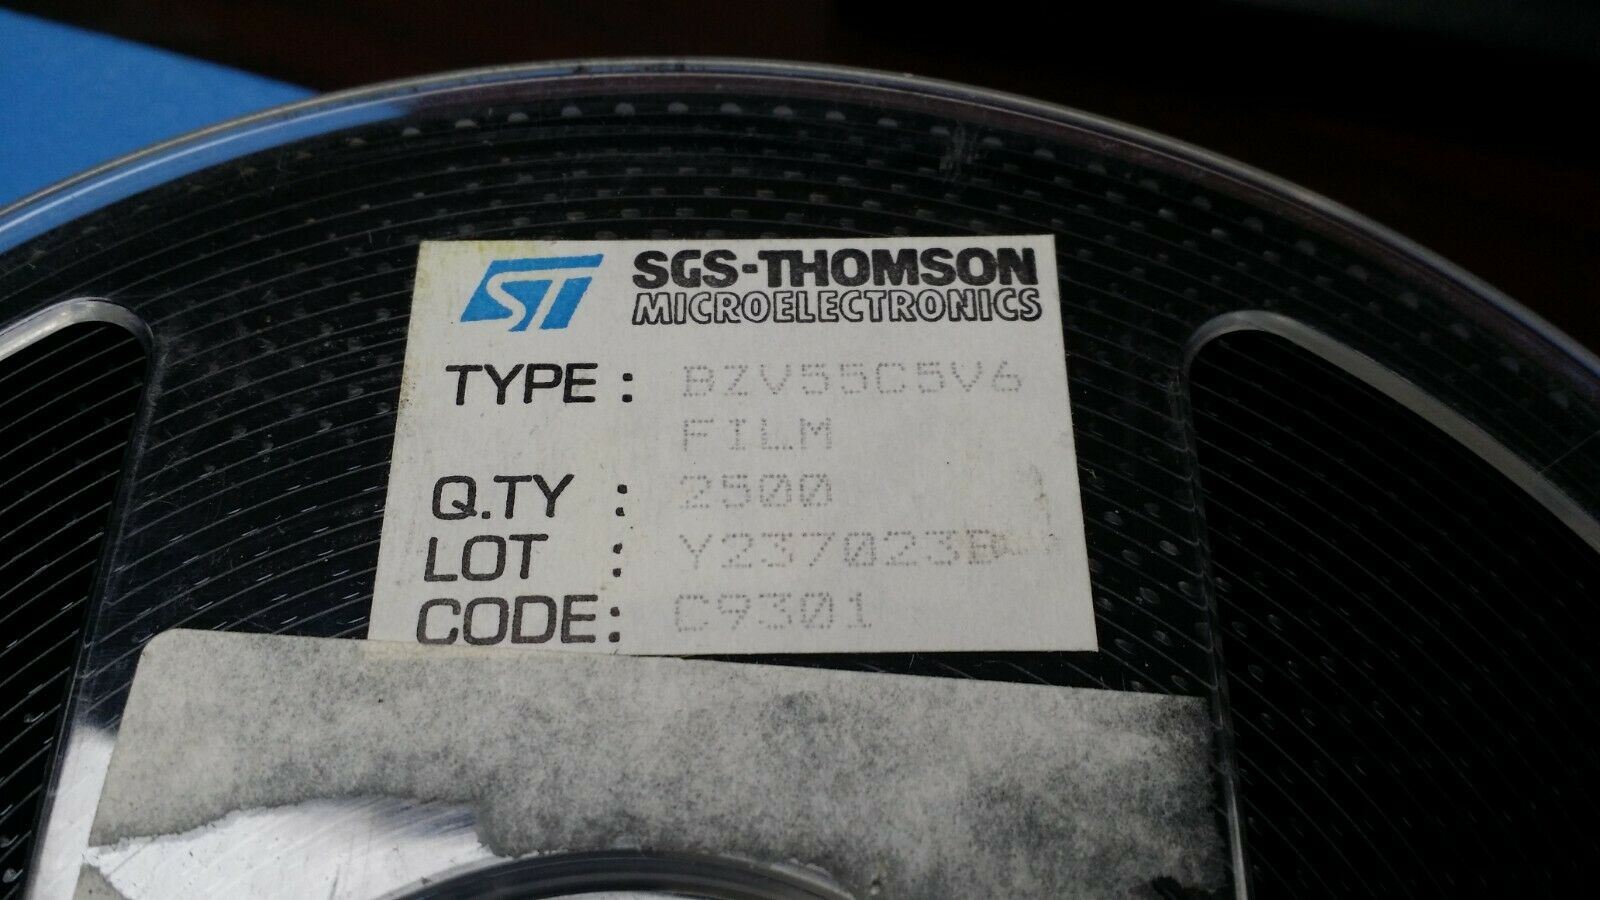 ST SGS-THOMSON
MICROELECTRONICS
TYPE : BZV55C5V6
FILM
Q.TY : 2500
LOT : Y237023B
CODE: C9301